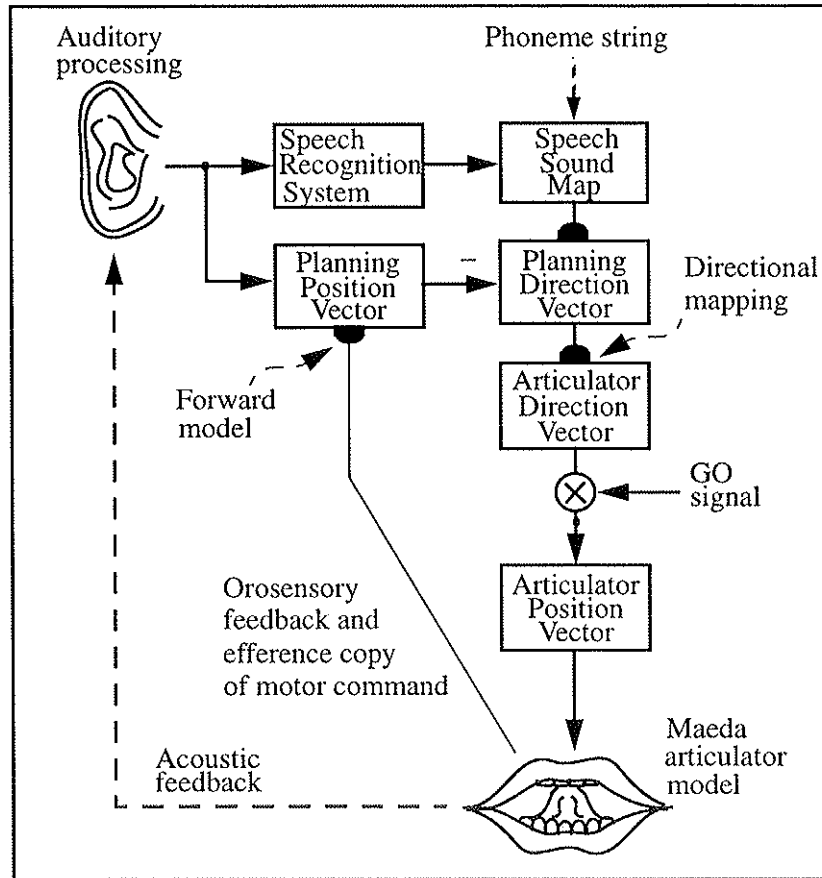 Auditory
processing
Phoneme string
Speech
Recognition
System
Speech
Sound
Map
Planning
Position
Vector
–
Planning
Direction
Vector
Directional
mapping
Forward
model
Articulator
Direction
Vector
GO
signal
Articulator
Position
Vector
Orosensory
feedback and
efference copy
of motor command
Acoustic
feedback
Maeda
articulator
model